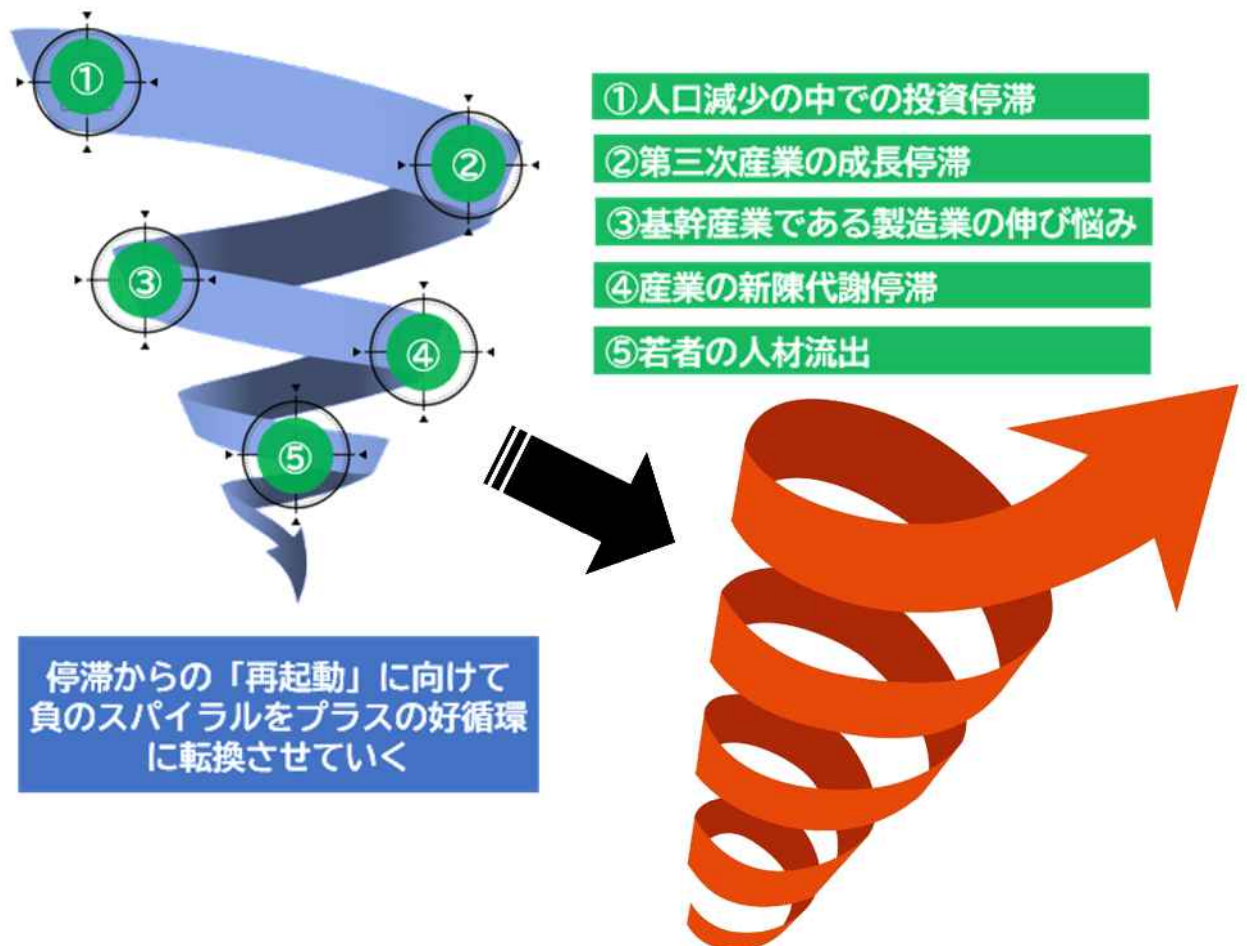 ①
②
③
④
⑤
①人口減少の中での投資停滞
②第三次産業の成長停滞
③基幹産業である製造業の伸び悩み
④産業の新陳代謝停滞
⑤若者の人材流出
停滞からの「再起動」に向けて
負のスパイラルをプラスの好循環
に転換させていく